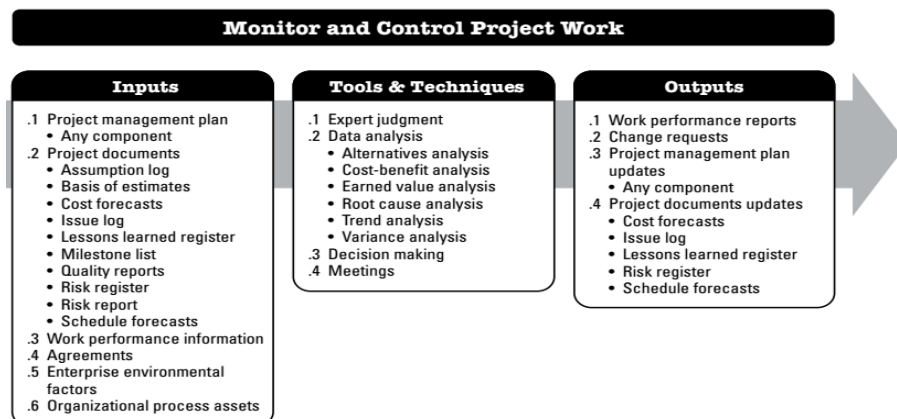 Monitor and Control Project Work
Inputs
.1 Project management plan
• Any component
.2 Project documents
• Assumption log
• Basis of estimates
• Cost forecasts
• Issue log
• Lessons learned register
• Milestone list
• Quality reports
• Risk register
• Risk report
• Schedule forecasts
.3 Work performance information
.4 Agreements
.5 Enterprise environmental
factors
.6 Organizational process assets
Tools & Techniques
.1 Expert judgment
.2 Data analysis
• Alternatives analysis
• Cost-benefit analysis
• Earned value analysis
• Root cause analysis
• Trend analysis
• Variance analysis
.3 Decision making
.4 Meetings
Outputs
.1 Work performance reports
.2 Change requests
.3 Project management plan
updates
• Any component
.4 Project documents updates
• Cost forecasts
• Issue log
• Lessons learned register
• Risk register
• Schedule forecasts